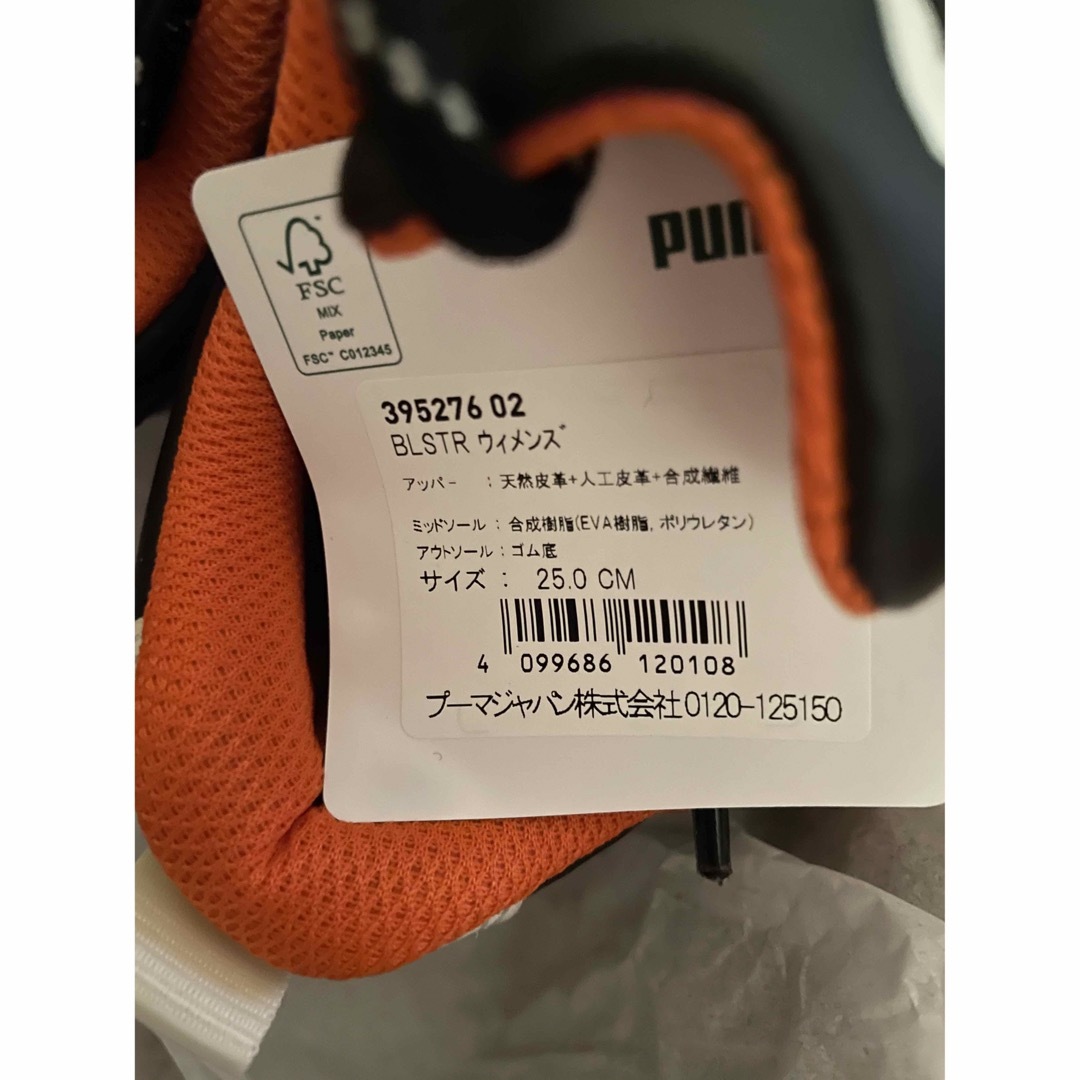 FSC
MIX
Paper
FSC™ C012345
395276 02
BLSTR ウィメンズ
アッパー : 天然皮革+人工皮革+合成繊維
ミッドソール : 合成樹脂(EVA樹脂, ポリウレタン)
アウトソール : ゴム底
サイズ : 25.0 CM
4 099686 120108
プーマジャパン株式会社0120-125150